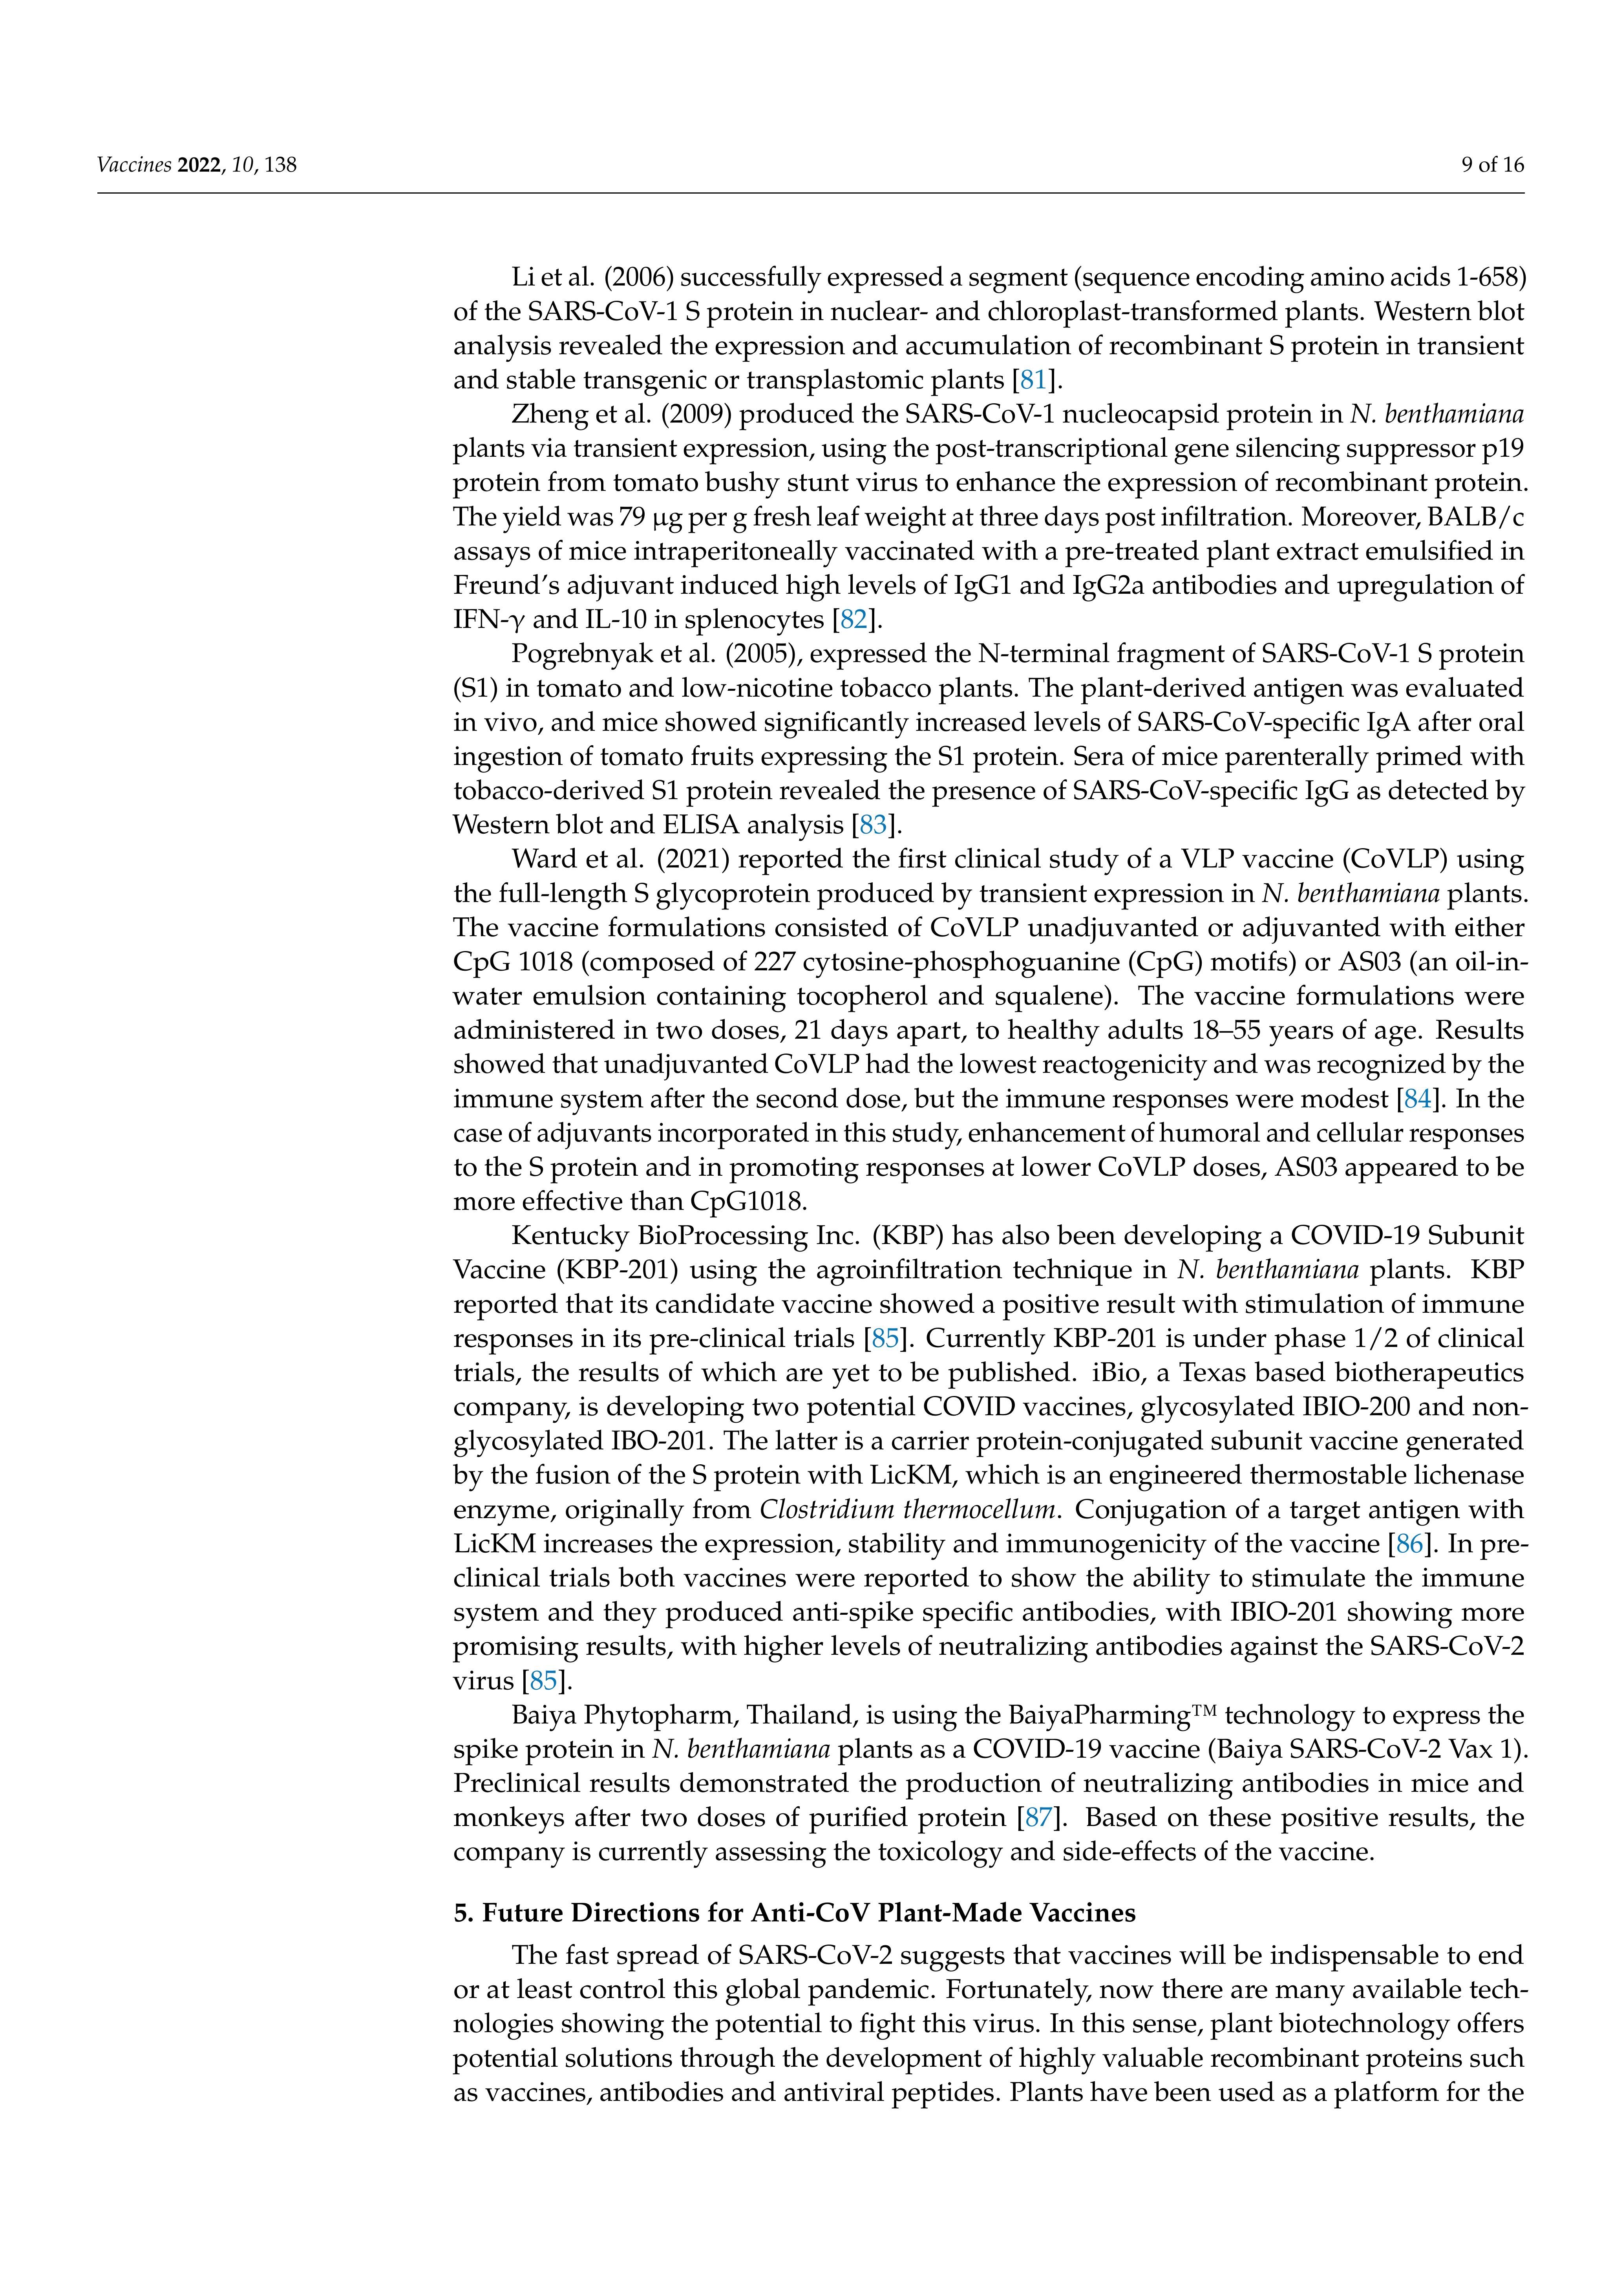 Vaccines 2022, 10, 138
9 of 16
Li et al. (2006) successfully expressed a segment (sequence encoding amino acids 1-658)
of the SARS-CoV-1 S protein in nuclear- and chloroplast-transformed plants. Western blot
analysis revealed the expression and accumulation of recombinant S protein in transient
and stable transgenic or transplastomic plants [81].
Zheng et al. (2009) produced the SARS-CoV-1 nucleocapsid protein in N. benthamiana
plants via transient expression, using the post-transcriptional gene silencing suppressor p19
protein from tomato bushy stunt virus to enhance the expression of recombinant protein.
The yield was 79 μg per g fresh leaf weight at three days post infiltration. Moreover, BALB/c
assays of mice intraperitoneally vaccinated with a pre-treated plant extract emulsified in
Freund's adjuvant induced high levels of IgG1 and IgG2a antibodies and upregulation of
IFN-γ and IL-10 in splenocytes [82].
Pogrebnyak et al. (2005), expressed the N-terminal fragment of SARS-CoV-1 S protein
(S1) in tomato and low-nicotine tobacco plants. The plant-derived antigen was evaluated
in vivo, and mice showed significantly increased levels of SARS-CoV-specific IgA after oral
ingestion of tomato fruits expressing the S1 protein. Sera of mice parenterally primed with
tobacco-derived S1 protein revealed the presence of SARS-CoV-specific IgG as detected by
Western blot and ELISA analysis [83].
Ward et al. (2021) reported the first clinical study of a VLP vaccine (CoVLP) using
the full-length S glycoprotein produced by transient expression in N. benthamiana plants.
The vaccine formulations consisted of CoVLP unadjuvanted or adjuvanted with either
CpG 1018 (composed of 227 cytosine-phosphoguanine (CpG) motifs) or AS03 (an oil-in-
water emulsion containing tocopherol and squalene). The vaccine formulations were
administered in two doses, 21 days apart, to healthy adults 18–55 years of age. Results
showed that unadjuvanted CoVLP had the lowest reactogenicity and was recognized by the
immune system after the second dose, but the immune responses were modest [84]. In the
case of adjuvants incorporated in this study, enhancement of humoral and cellular responses
to the S protein and in promoting responses at lower CoVLP doses, AS03 appeared to be
more effective than CpG1018.
Kentucky BioProcessing Inc. (KBP) has also been developing a COVID-19 Subunit
Vaccine (KBP-201) using the agroinfiltration technique in N. benthamiana plants. KBP
reported that its candidate vaccine showed a positive result with stimulation of immune
responses in its pre-clinical trials [85]. Currently KBP-201 is under phase 1/2 of clinical
trials, the results of which are yet to be published. iBio, a Texas based biotherapeutics
company, is developing two potential COVID vaccines, glycosylated IBIO-200 and non-
glycosylated IBO-201. The latter is a carrier protein-conjugated subunit vaccine generated
by the fusion of the S protein with LicKM, which is an engineered thermostable lichenase
enzyme, originally from Clostridium thermocellum. Conjugation of a target antigen with
LicKM increases the expression, stability and immunogenicity of the vaccine [86]. In pre-
clinical trials both vaccines were reported to show the ability to stimulate the immune
system and they produced anti-spike specific antibodies, with IBIO-201 showing more
promising results, with higher levels of neutralizing antibodies against the SARS-CoV-2
virus [85].
Baiya Phytopharm, Thailand, is using the BaiyaPharming™ technology to express the
spike protein in N. benthamiana plants as a COVID-19 vaccine (Baiya SARS-CoV-2 Vax 1).
Preclinical results demonstrated the production of neutralizing antibodies in mice and
monkeys after two doses of purified protein [87]. Based on these positive results, the
company is currently assessing the toxicology and side-effects of the vaccine.
5. Future Directions for Anti-CoV Plant-Made Vaccines
The fast spread of SARS-CoV-2 suggests that vaccines will be indispensable to end
or at least control this global pandemic. Fortunately, now there are many available tech-
nologies showing the potential to fight this virus. In this sense, plant biotechnology offers
potential solutions through the development of highly valuable recombinant proteins such
as vaccines, antibodies and antiviral peptides. Plants have been used as a platform for the